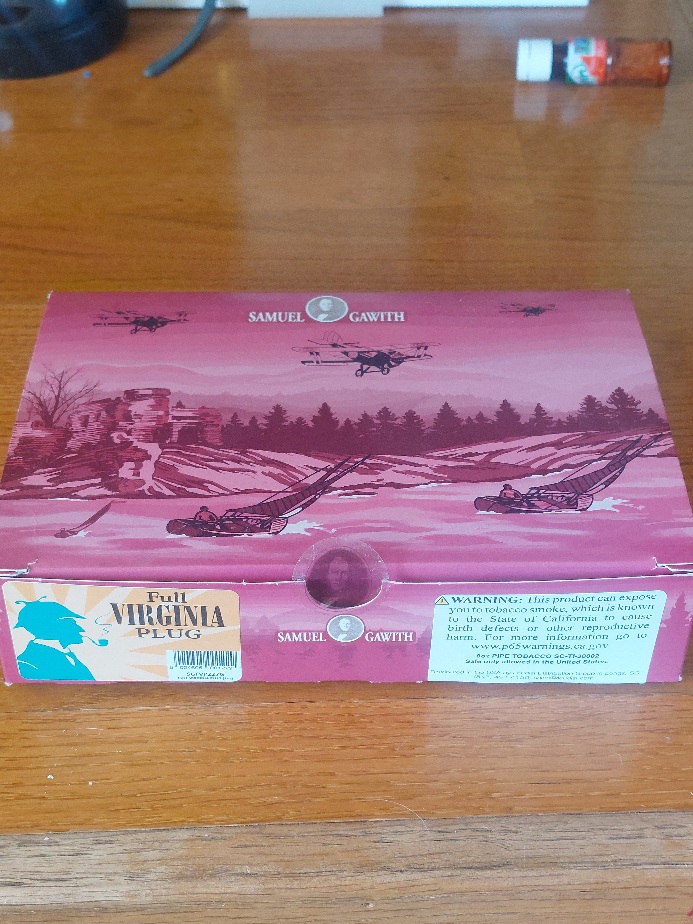 SAMUEL GAWITH
Full
VIRGINIA
PLUG
SAMUEL GAWITH
WARNING: This product can expose
you to tobacco smoke, which is known
to the State of California to cause
birth defects or other reproductive
harm. For more information go to
www.p65warnings.ca.gov
PIPE TOBACCO
Sale only allowed in the United States.